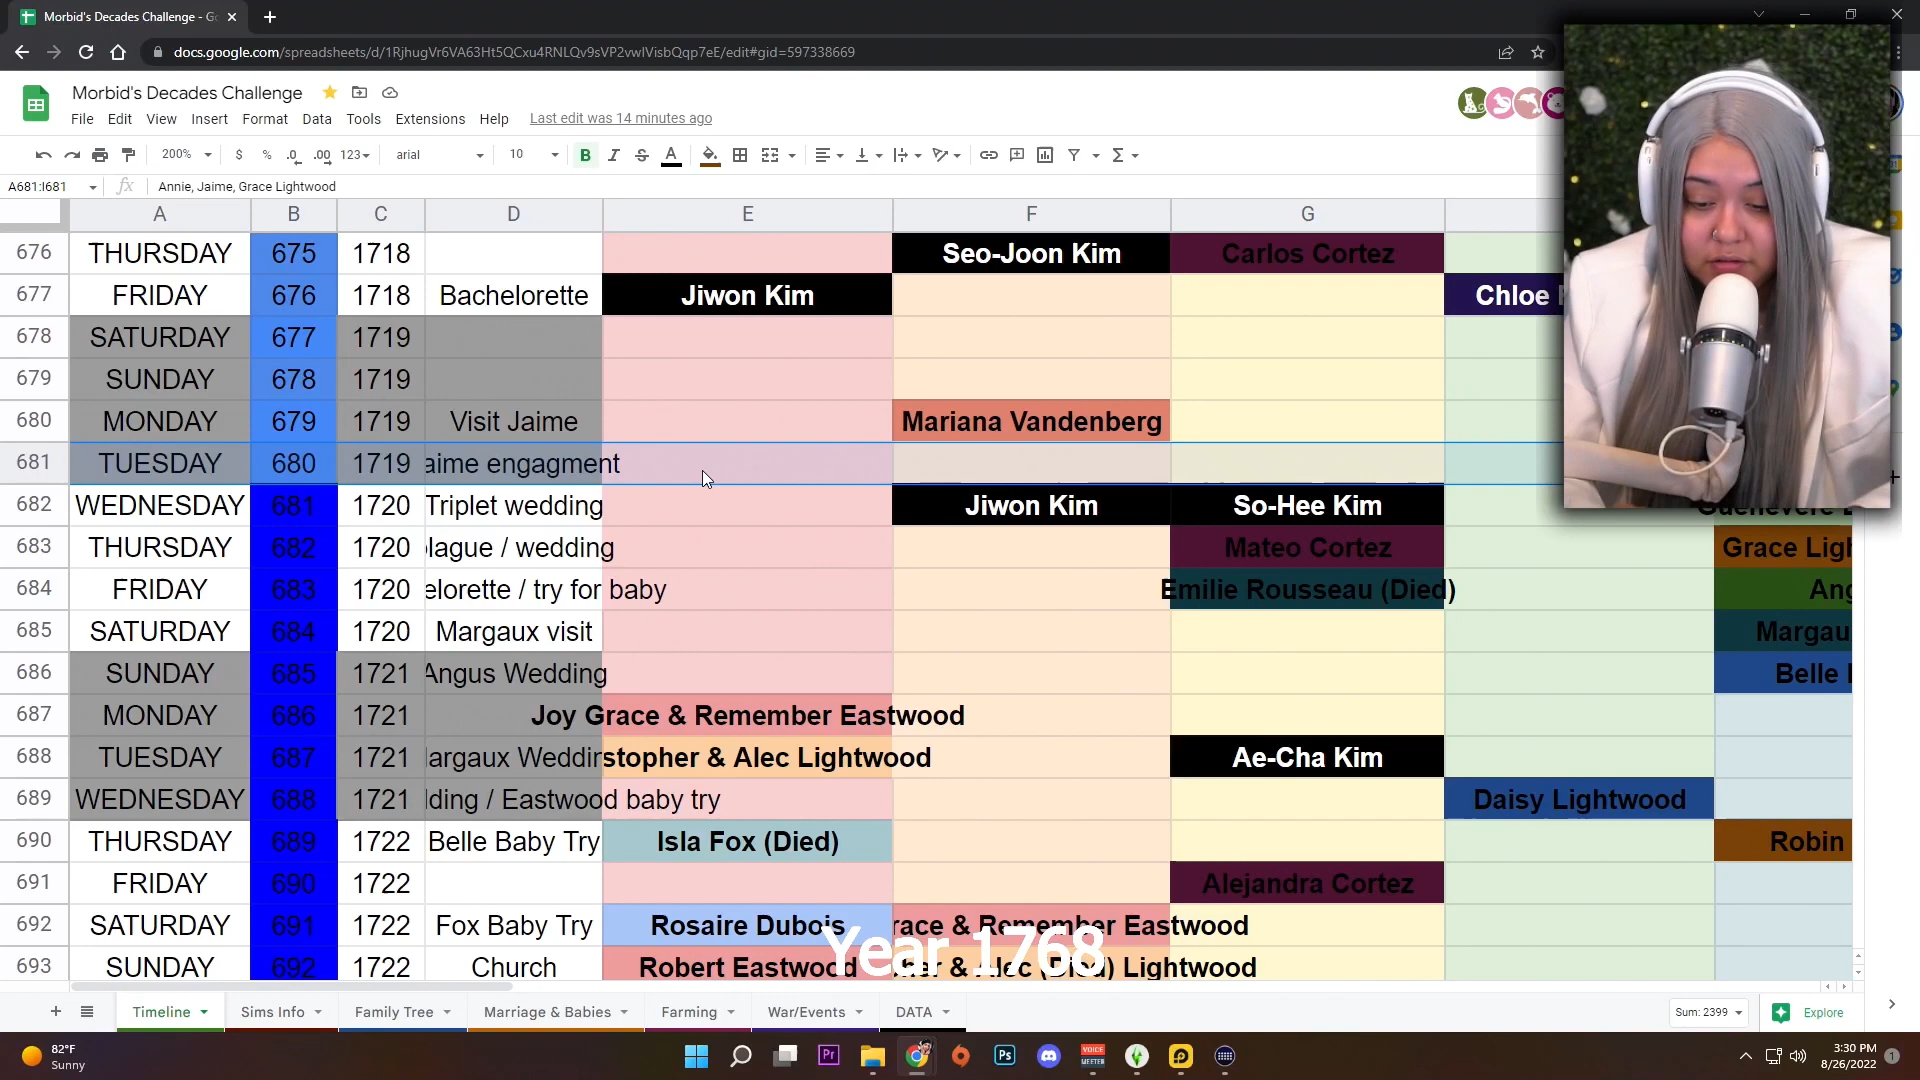 Morbid's Decades Challenge - Go
docs.google.com/spreadsheets/d/1RjhugVr6VA63Ht5QCxu4RNLQv9sVP2vwlVisbQqp7eE/edit#gid=597338669
Morbid's Decades Challenge
File Edit View Insert Format Data Tools Extensions Help Last edit was 14 minutes ago
200% $ % .0 .00 123 arial 10 B I S A
A681:I681 fx Annie, Jaime, Grace Lightwood
A B C D E F G
676 THURSDAY 675 1718 Seo-Joon Kim Carlos Cortez
677 FRIDAY 676 1718 Bachelorette Jiwon Kim Chloe
678 SATURDAY 677 1719
679 SUNDAY 678 1719
680 MONDAY 679 1719 Visit Jaime Mariana Vandenberg
681 TUESDAY 680 1719 aime engagment
682 WEDNESDAY 681 1720 Triplet wedding Jiwon Kim So-Hee Kim
683 THURSDAY 682 1720 lague / wedding Mateo Cortez Grace Ligh
684 FRIDAY 683 1720 elorette / try for baby Emilie Rousseau (Died) Ang
685 SATURDAY 684 1720 Margaux visit Margau
686 SUNDAY 685 1721 Angus Wedding Belle
687 MONDAY 686 1721 Joy Grace & Remember Eastwood
688 TUESDAY 687 1721 largaux Weddin stopher & Alec Lightwood Ae-Cha Kim
689 WEDNESDAY 688 1721 lding / Eastwood baby try Daisy Lightwood
690 THURSDAY 689 1722 Belle Baby Try Isla Fox (Died) Robin
691 FRIDAY 690 1722 Alejandra Cortez
692 SATURDAY 691 1722 Fox Baby Try Rosaire Dubois race & Remember Eastwood
693 SUNDAY 692 1722 Church Robert Eastwood her & Alec (Died) Lightwood
Year 1768
Timeline Sims Info Family Tree Marriage & Babies Farming War/Events DATA Sum: 2399 Explore
82°F
Sunny
Pr Ps VOICE MEETER
3:30 PM
8/26/2022 1